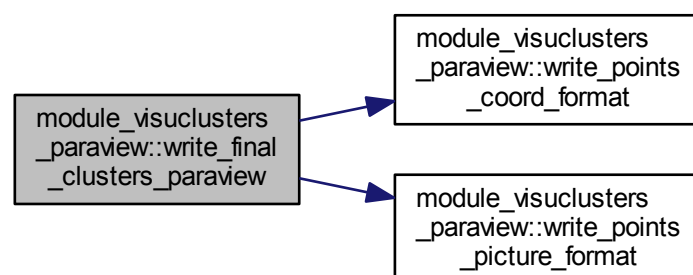 module_visuclusters
_paraview::write_final
_clusters_paraview
module_visuclusters
_paraview::write_points
_coord_format
module_visuclusters
_paraview::write_points
_picture_format